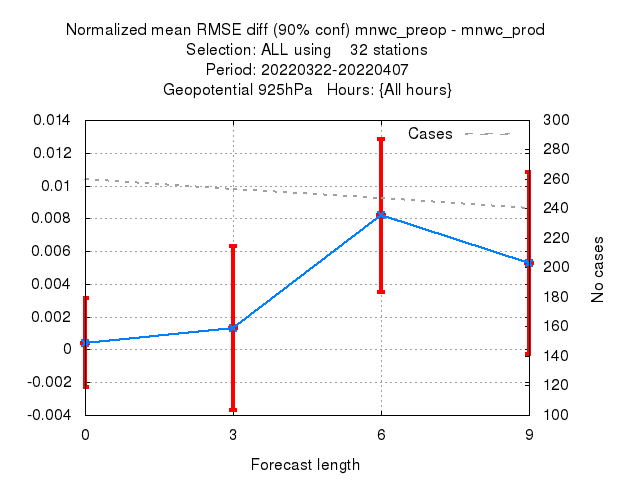 Normalized mean RMSE diff (90% conf) mnwc_preop - mnwc_prod
Selection: ALL using    32 stations
Period: 20220322-20220407
Geopotential 925hPa   Hours: {All hours}
0.014
0.012
0.01
0.008
0.006
0.004
0.002
0
-0.002
-0.004
Cases
300
280
260
240
220
200
180
160
140
120
100
No cases
0 3 6 9
Forecast length